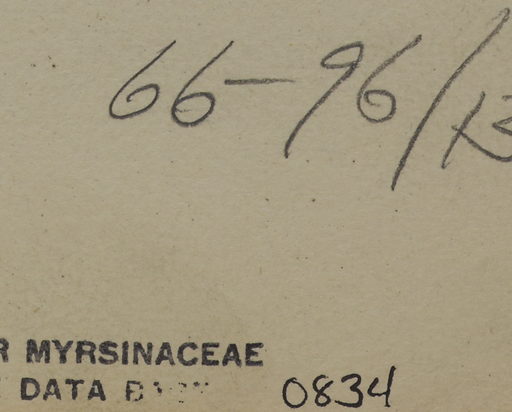 66-96/
R MYRSINACEAE
DATA
0834